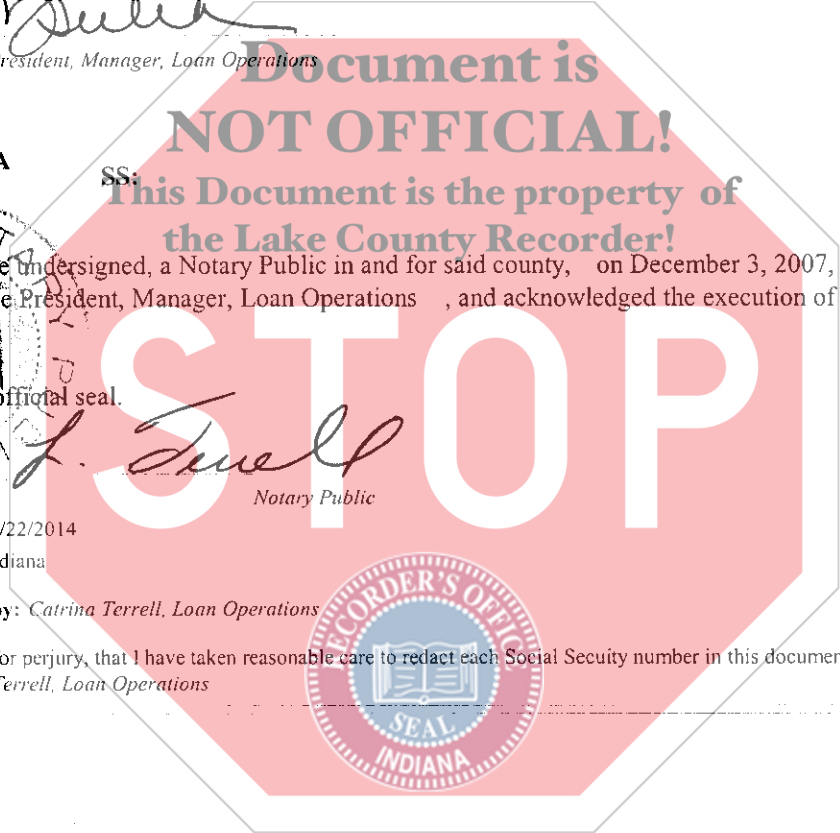 resident, Manager, Loan Operations
Document is
NOT OFFICIAL!
A
SS:
This Document is the property of
the Lake County Recorder!
e undersigned, a Notary Public in and for said county, on December 3, 2007,
e President, Manager, Loan Operations , and acknowledged the execution of
STOP
official seal.
L. Terrell
Notary Public
/22/2014
diana
y: Catrina Terrell, Loan Operations
or perjury, that I have taken reasonable care to redact each Social Secuity number in this documen
Terrell, Loan Operations
RECORDER'S OFFICE
SEAL
INDIANA